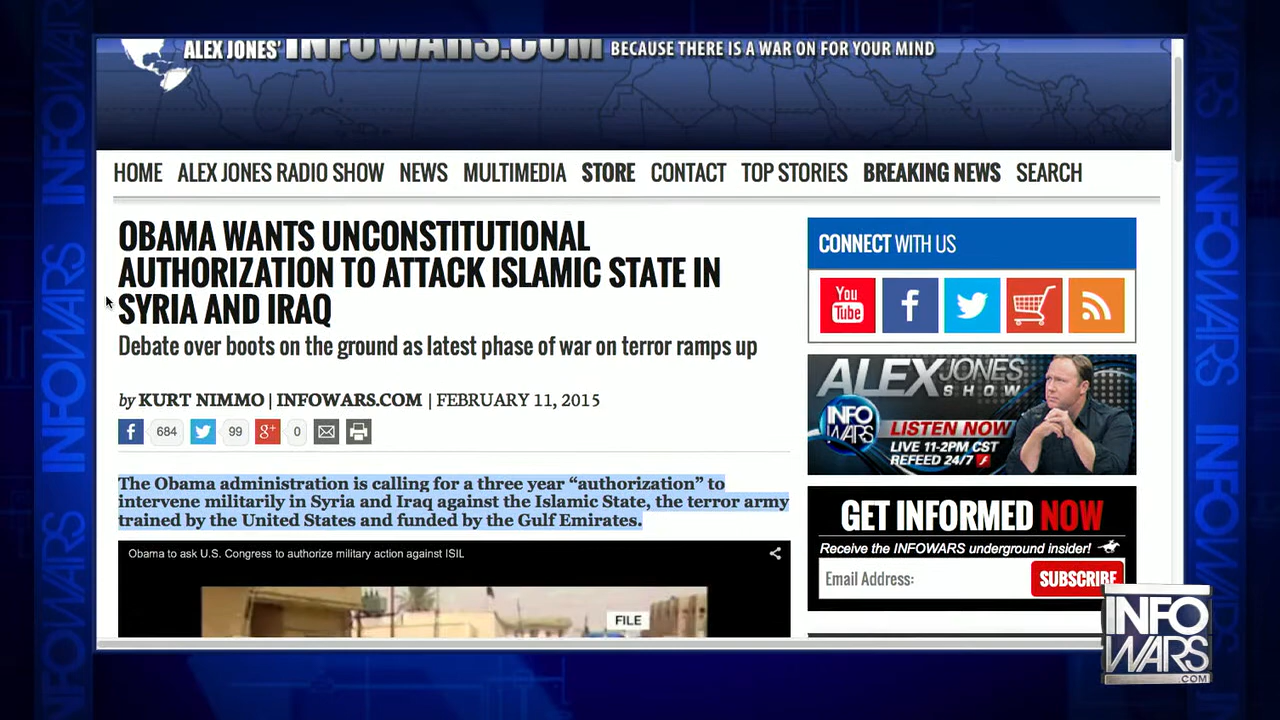 ALEX JONES' INFOWARS.COM BECAUSE THERE IS A WAR ON FOR YOUR MIND
HOME ALEX JONES RADIO SHOW NEWS MULTIMEDIA STORE CONTACT TOP STORIES BREAKING NEWS SEARCH
OBAMA WANTS UNCONSTITUTIONAL
AUTHORIZATION TO ATTACK ISLAMIC STATE IN
SYRIA AND IRAQ
Debate over boots on the ground as latest phase of war on terror ramps up
by KURT NIMMO | INFOWARS.COM | FEBRUARY 11, 2015
684 99 0
The Obama administration is calling for a three year “authorization” to
intervene militarily in Syria and Iraq against the Islamic State, the terror army
trained by the United States and funded by the Gulf Emirates.
Obama to ask U.S. Congress to authorize military action against ISIL
FILE
CONNECT WITH US
You
Tube
ALEX JONES
SHOW
INFO
WARS
LISTEN NOW
LIVE 11-2PM CST
REFEED 24/7
GET INFORMED NOW
Receive the INFOWARS underground insider!
Email Address: SUBSCRIBE
INFO
WARS
.COM
INFOWARS
INFOWARS
INFOWARS
INFOWARS